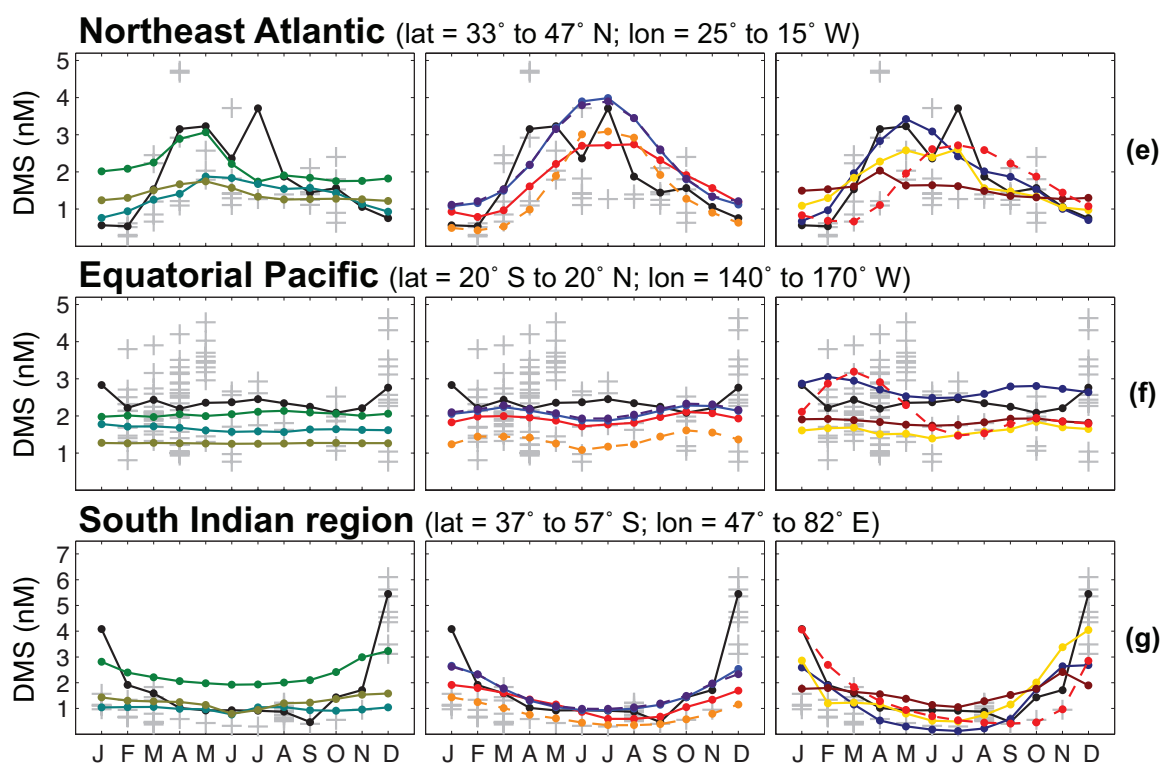 Northeast Atlantic (lat = 33° to 47° N; lon = 25° to 15° W)
5
4
3
2
1
DMS (nM)
(e)
Equatorial Pacific (lat = 20° S to 20° N; lon = 140° to 170° W)
5
4
3
2
1
DMS (nM)
(f)
South Indian region (lat = 37° to 57° S; lon = 47° to 82° E)
7
6
5
4
3
2
1
DMS (nM)
(g)
J F M A M J J A S O N D J F M A M J J A S O N D J F M A M J J A S O N D